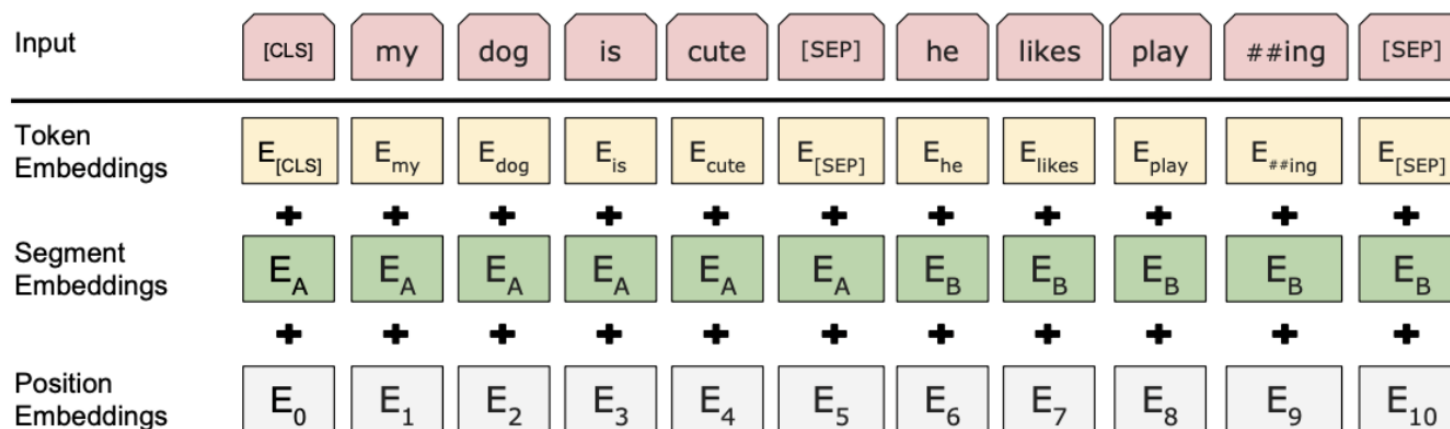 Input [CLS] my dog is cute [SEP] he likes play ##ing [SEP]
Token
Embeddings
E[CLS] Emy Edog Eis Ecute E[SEP] Ehe Elikes Eplay E##ing E[SEP]
+ + + + + + + + + + +
Segment
Embeddings
EA EA EA EA EA EA EB EB EB EB EB
+ + + + + + + + + + +
Position
Embeddings
E0 E1 E2 E3 E4 E5 E6 E7 E8 E9 E10